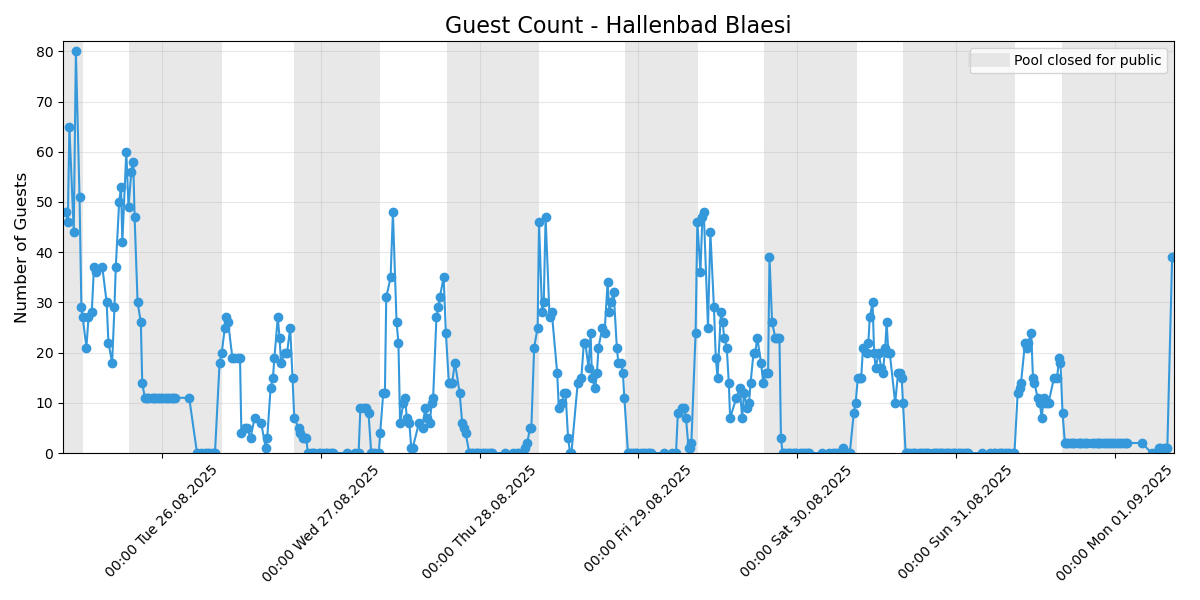 Guest Count - Hallenbad Blaesi
Pool closed for public
Number of Guests
80
70
60
50
40
30
20
10
0
00:00 Tue 26.08.2025
00:00 Wed 27.08.2025
00:00 Thu 28.08.2025
00:00 Fri 29.08.2025
00:00 Sat 30.08.2025
00:00 Sun 31.08.2025
00:00 Mon 01.09.2025